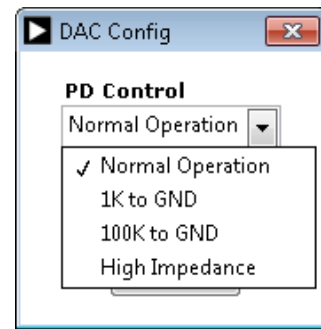 DAC Config
PD Control
Normal Operation
✓ Normal Operation
1K to GND
100K to GND
High Impedance